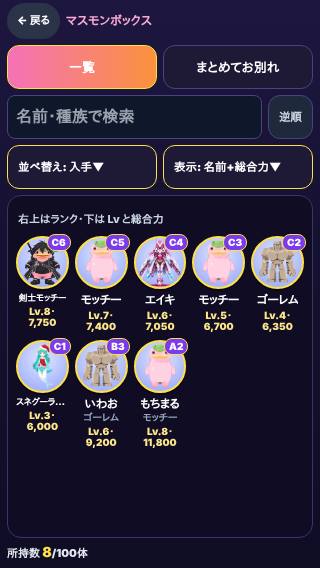 ← 戻る マスモンボックス
一覧 まとめてお別れ
名前・種族で検索 逆順
並べ替え: 入手▼ 表示: 名前+総合力▼
右上はランク・下は Lv と総合力
C6 C5 C4 C3 C2
剣士モッチー モッチー エイキ モッチー ゴーレム
Lv.8・ Lv.7・ Lv.6・ Lv.5・ Lv.4・
7,750 7,400 7,050 6,700 6,350
C1 B3 A2
スネグーラ… いわお もちまる
Lv.3・ ゴーレム モッチー
6,000 Lv.6・ Lv.8・
9,200 11,800
所持数 8/100体